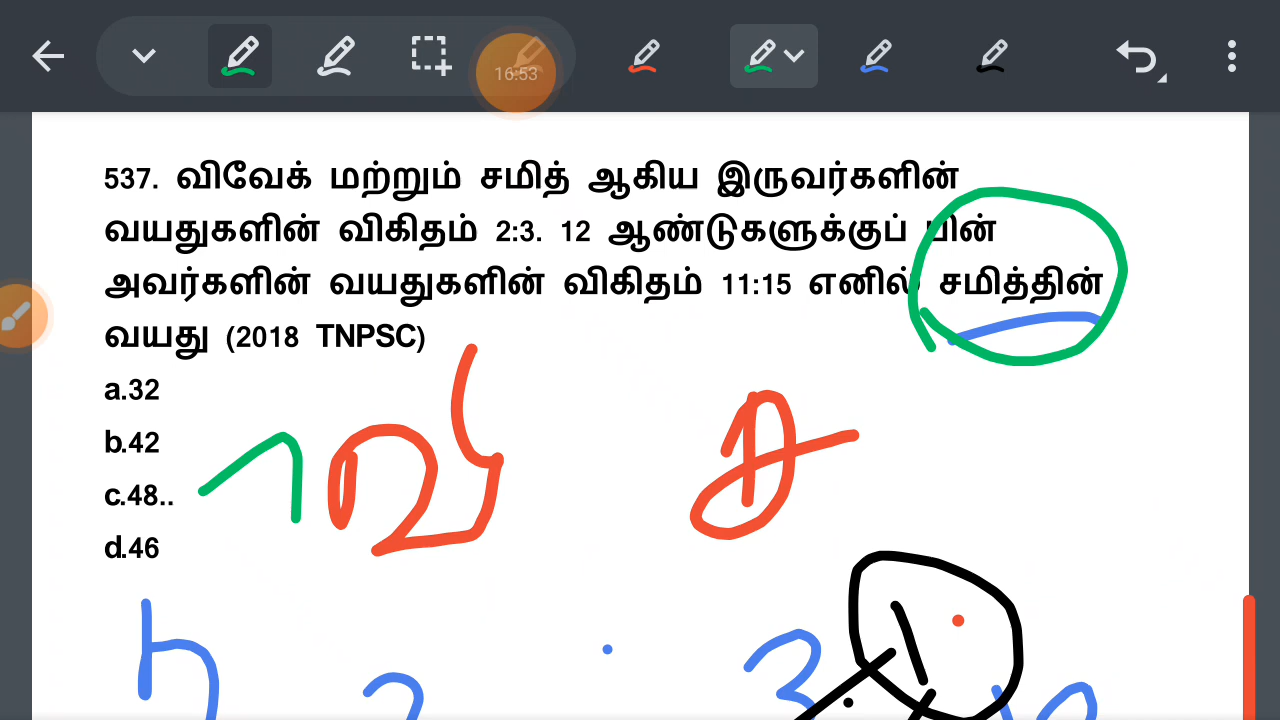 16:53
537. விவேக் மற்றும் சமித் ஆகிய இருவர்களின்
வயதுகளின் விகிதம் 2:3. 12 ஆண்டுகளுக்குப் பின்
அவர்களின் வயதுகளின் விகிதம் 11:15 எனில் சமித்தின்
வயது (2018 TNPSC)
a.32
b.42
c.48..
d.46
வி ச